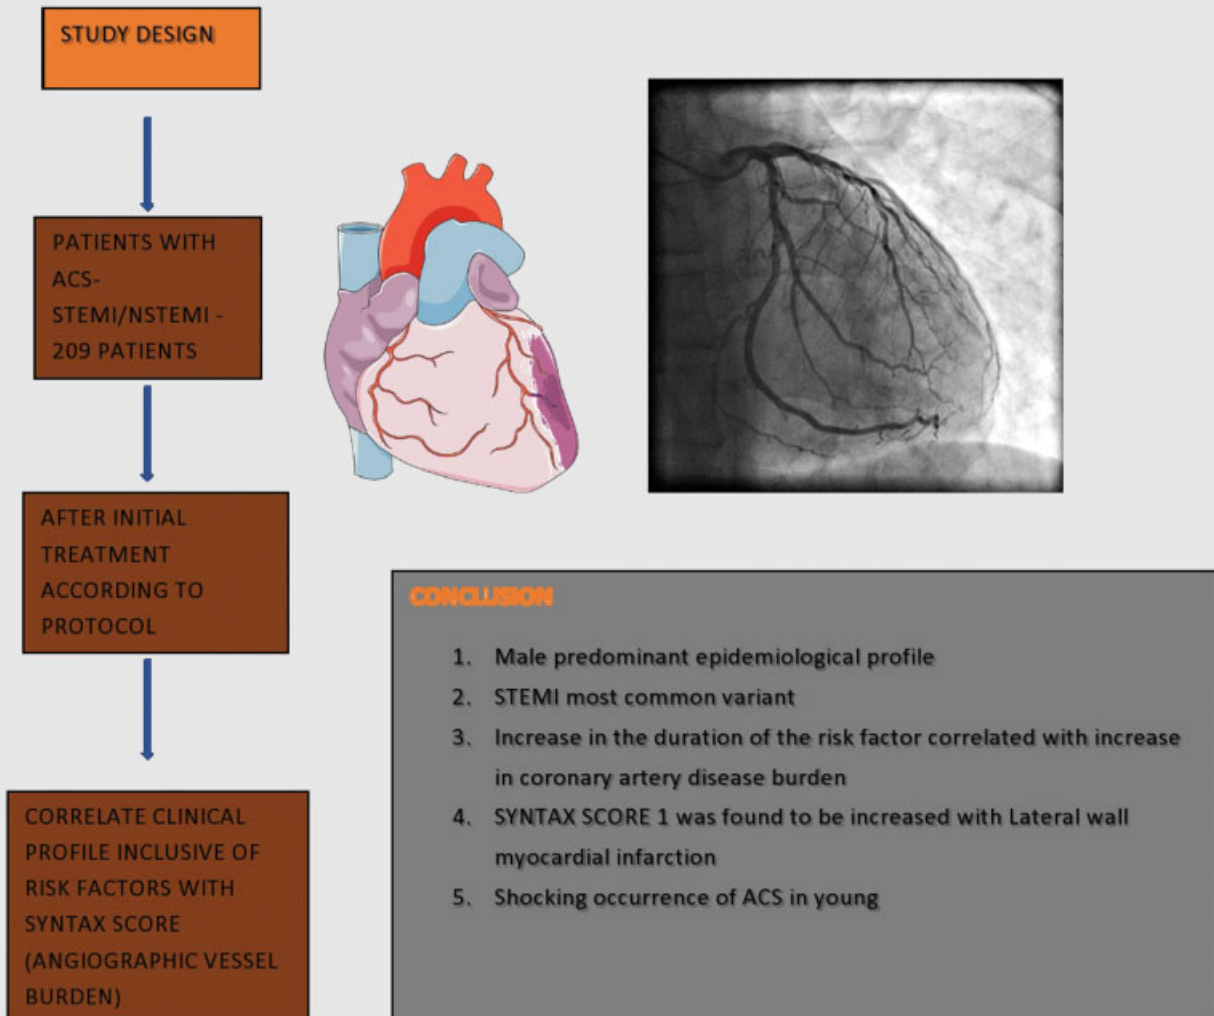 STUDY DESIGN
PATIENTS WITH
ACS-
STEMI/NSTEMI -
209 PATIENTS
AFTER INITIAL
TREATMENT
ACCORDING TO
PROTOCOL
CORRELATE CLINICAL
PROFILE INCLUSIVE OF
RISK FACTORS WITH
SYNTAX SCORE
(ANGIOGRAPHIC VESSEL
BURDEN)
CONCLUSION
1. Male predominant epidemiological profile
2. STEMI most common variant
3. Increase in the duration of the risk factor correlated with increase
in coronary artery disease burden
4. SYNTAX SCORE 1 was found to be increased with Lateral wall
myocardial infarction
5. Shocking occurrence of ACS in young